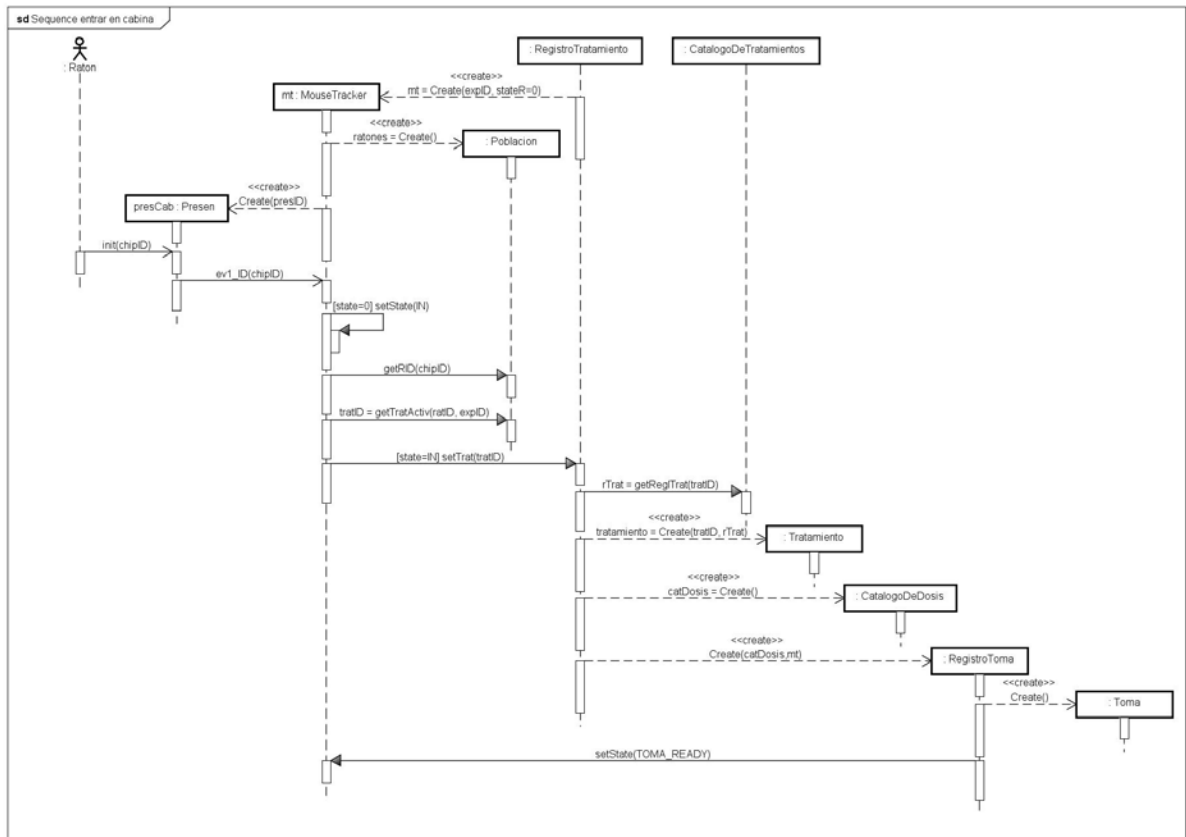 sd Sequence entrar en cabina
: Raton
: RegistroTratamiento
: CatalogoDeTratamientos
<<create>>
mt = Create(expID, stateR=0)
mt : MouseTracker
<<create>>
ratones = Create()
: Poblacion
<<create>>
Create(presID)
presCab : Presen
init(chipID)
ev1_ID(chipID)
[state=0] setState(IN)
getRID(chipID)
tratID = getTratActiv(ratID, expID)
[state=IN] setTrat(tratID)
rTrat = getReglTrat(tratID)
<<create>>
tratamiento = Create(tratID, rTrat)
: Tratamiento
<<create>>
catDosis = Create()
: CatalogoDeDosis
<<create>>
Create(catDosis,mt)
: RegistroToma
<<create>>
Create()
: Toma
setState(TOMA_READY)